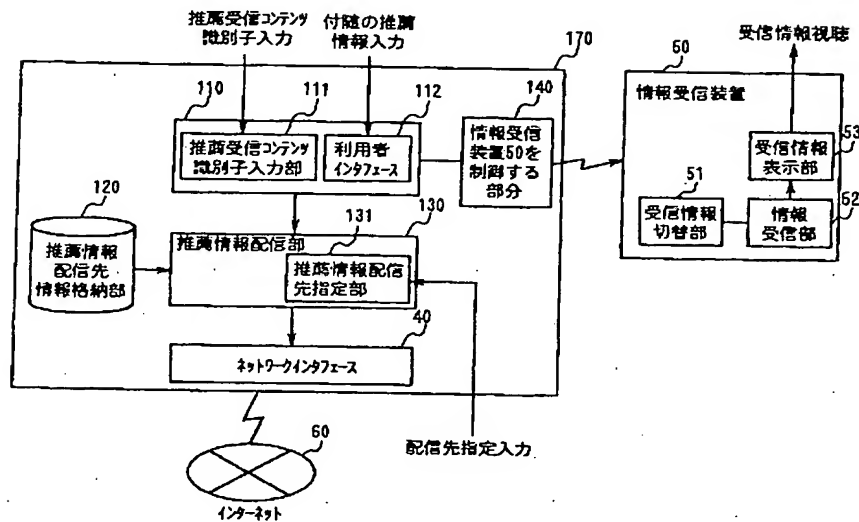 推薦受信コンテンツ
識別子入力
付随の推薦
情報入力
受信情報視聴
170
50
110
111
112
140
情報受信装置
推薦受信コンテンツ
識別子入力部
利用者
インタフェース
情報受信
装置50を
制御する
部分
受信情報
表示部
53
51
受信情報
切替部
情報
受信部
52
120
推薦情報
配信先
情報格納部
130
131
推薦情報配信部
推薦情報配信
先指定部
40
ネットワークインタフェース
60
配信先指定入力
インターネット